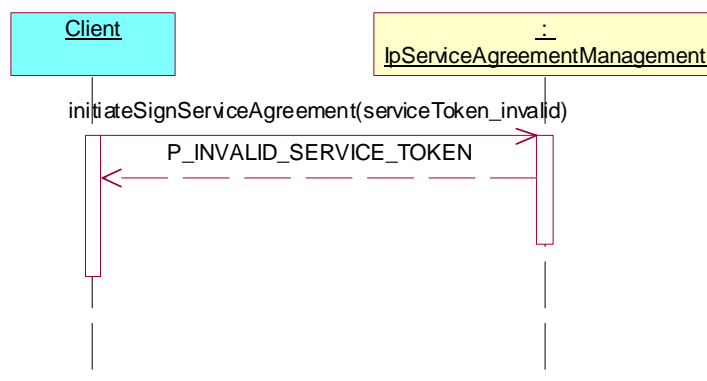 Client
:
IpServiceAgreementManagement
initiateSignServiceAgreement(serviceToken_invalid)
P_INVALID_SERVICE_TOKEN